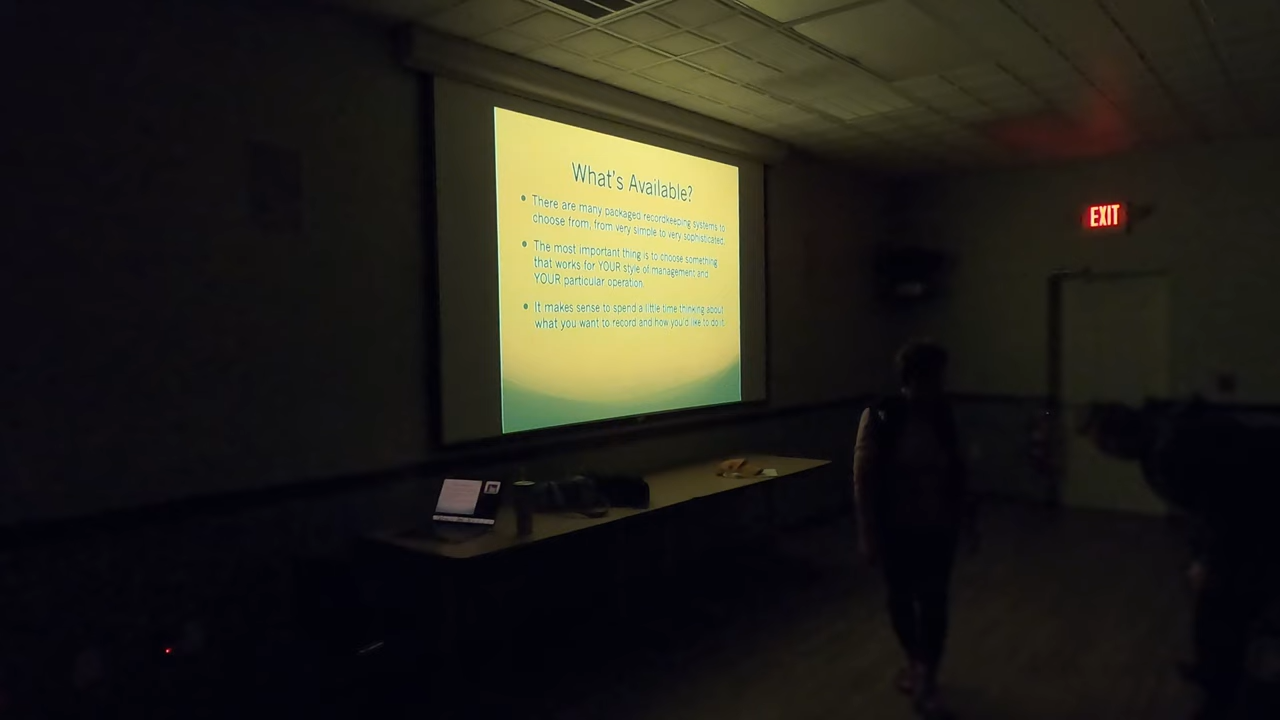 What's Available?
There are many packaged recordkeeping systems to
choose from, from very simple to very sophisticated.
The most important thing is to choose something
that works for YOUR style of management and
YOUR particular operation.
It makes sense to spend a little time thinking about
what you want to record and how you'd like to do it.
EXIT